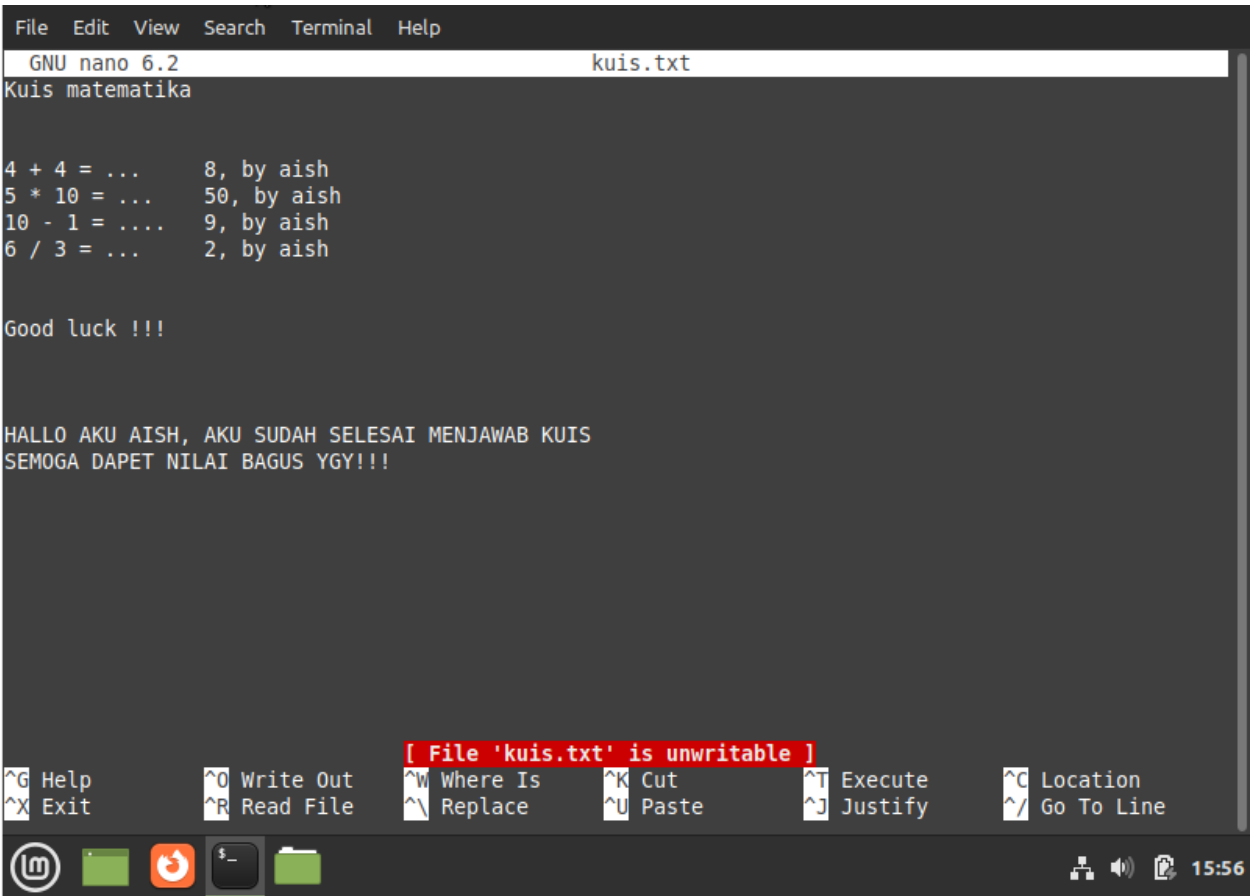 File Edit View Search Terminal Help
GNU nano 6.2 kuis.txt
Kuis matematika
4 + 4 = ... 8, by aish
5 * 10 = ... 50, by aish
10 - 1 = .... 9, by aish
6 / 3 = ... 2, by aish
Good luck !!!
HALLO AKU AISH, AKU SUDAH SELESAI MENJAWAB KUIS
SEMOGA DAPET NILAI BAGUS YGY!!!
[ File 'kuis.txt' is unwritable ]
^G Help ^O Write Out ^W Where Is ^K Cut ^T Execute ^C Location
^X Exit ^R Read File ^\ Replace ^U Paste ^J Justify ^/ Go To Line
$_ 15:56